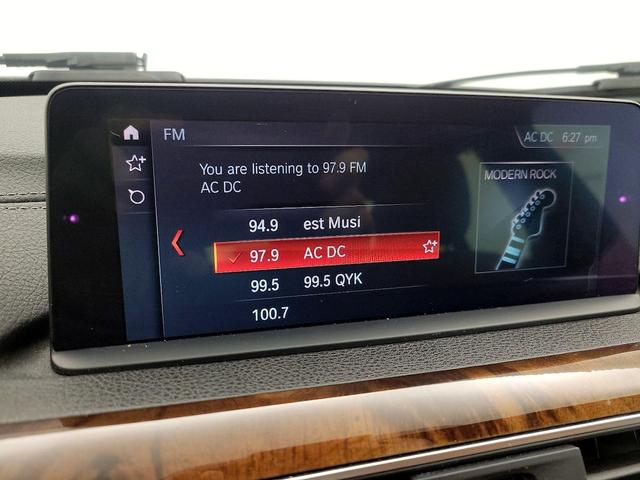 FM
AC DC 6:27 pm
You are listening to 97.9 FM
AC DC
MODERN ROCK
94.9 est Musi
97.9 AC DC
99.5 99.5 QYK
100.7